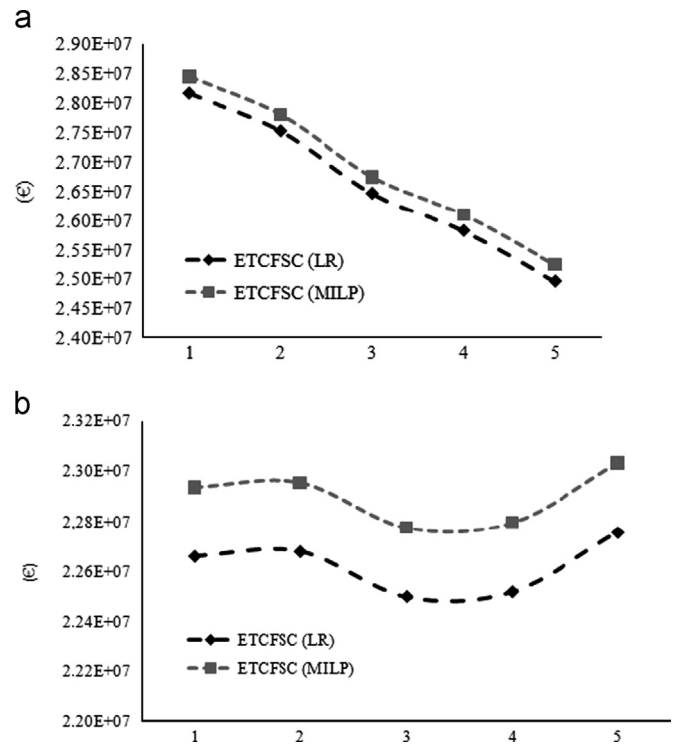 a
2.90E+07
2.85E+07
2.80E+07
2.75E+07
2.70E+07
2.65E+07
2.60E+07
2.55E+07
2.50E+07
2.45E+07
2.40E+07
(€)
ETCFSC (LR)
ETCFSC (MILP)
1 2 3 4 5
b
2.32E+07
2.30E+07
2.28E+07
2.26E+07
2.24E+07
2.22E+07
2.20E+07
(€)
ETCFSC (LR)
ETCFSC (MILP)
1 2 3 4 5